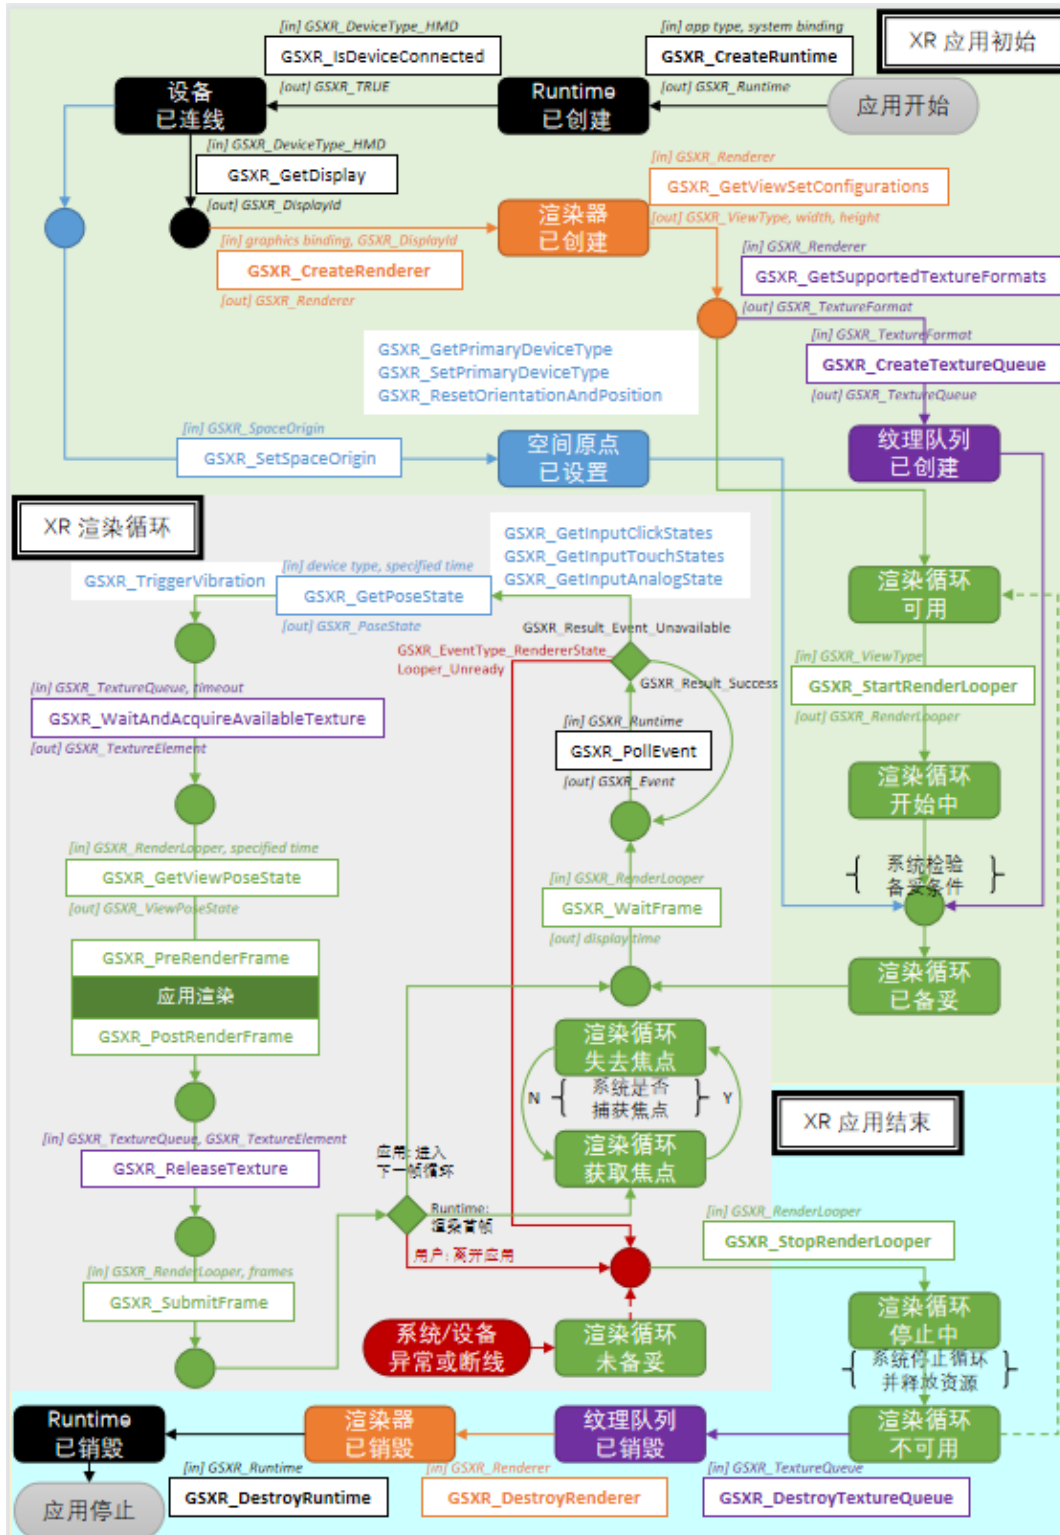 XR 应用初始
[in] GSXR_DeviceType_HMD
GSXR_IsDeviceConnected
[out] GSXR_TRUE
[in] app type, system binding
GSXR_CreateRuntime
[out] GSXR_Runtime
设备
已连线
Runtime
已创建
应用开始
[in] GSXR_DeviceType_HMD
GSXR_GetDisplay
[out] GSXR_DisplayId
[in] GSXR_Renderer
GSXR_GetViewSetConfigurations
[out] GSXR_ViewType, width, height
渲染器
已创建
[in] graphics binding, GSXR_DisplayId
GSXR_CreateRenderer
[out] GSXR_Renderer
[in] GSXR_Renderer
GSXR_GetSupportedTextureFormats
[out] GSXR_TextureFormat
[in] GSXR_TextureFormat
GSXR_CreateTextureQueue
[out] GSXR_TextureQueue
GSXR_GetPrimaryDeviceType
GSXR_SetPrimaryDeviceType
GSXR_ResetOrientationAndPosition
[in] GSXR_SpaceOrigin
GSXR_SetSpaceOrigin
空间原点
已设置
纹理队列
已创建
XR 渲染循环
GSXR_GetInputClickStates
GSXR_GetInputTouchStates
GSXR_GetInputAnalogState
GSXR_TriggerVibration
[in] device type, specified time
GSXR_GetPoseState
[out] GSXR_PoseState
渲染循环
可用
GSXR_Result_Event_Unavailable
GSXR_EventType_RendererState_
Looper_Unready
GSXR_Result_Success
[in] GSXR_ViewType
GSXR_StartRenderLooper
[out] GSXR_RenderLooper
[in] GSXR_TextureQueue, timeout
GSXR_WaitAndAcquireAvailableTexture
[out] GSXR_TextureElement
[in] GSXR_Runtime
GSXR_PollEvent
[out] GSXR_Event
渲染循环
开始中
[in] GSXR_RenderLooper, specified time
GSXR_GetViewPoseState
[out] GSXR_ViewPoseState
[in] GSXR_RenderLooper
GSXR_WaitFrame
[out] display time
系统检验
备妥条件
GSXR_PreRenderFrame
应用渲染
GSXR_PostRenderFrame
渲染循环
已备妥
渲染循环
失去焦点
N
系统是否
捕获焦点
Y
渲染循环
获取焦点
XR 应用结束
[in] GSXR_TextureQueue, GSXR_TextureElement
GSXR_ReleaseTexture
应用: 进入
下一帧循环
Runtime:
渲染首帧
用户: 离开应用
[in] GSXR_RenderLooper
GSXR_StopRenderLooper
[in] GSXR_RenderLooper, frames
GSXR_SubmitFrame
系统/设备
异常或断线
渲染循环
未备妥
渲染循环
停止中
系统停止循环
并释放资源
Runtime
已销毁
渲染器
已销毁
纹理队列
已销毁
渲染循环
不可用
[in] GSXR_Runtime
GSXR_DestroyRuntime
[in] GSXR_Renderer
GSXR_DestroyRenderer
[in] GSXR_TextureQueue
GSXR_DestroyTextureQueue
应用停止